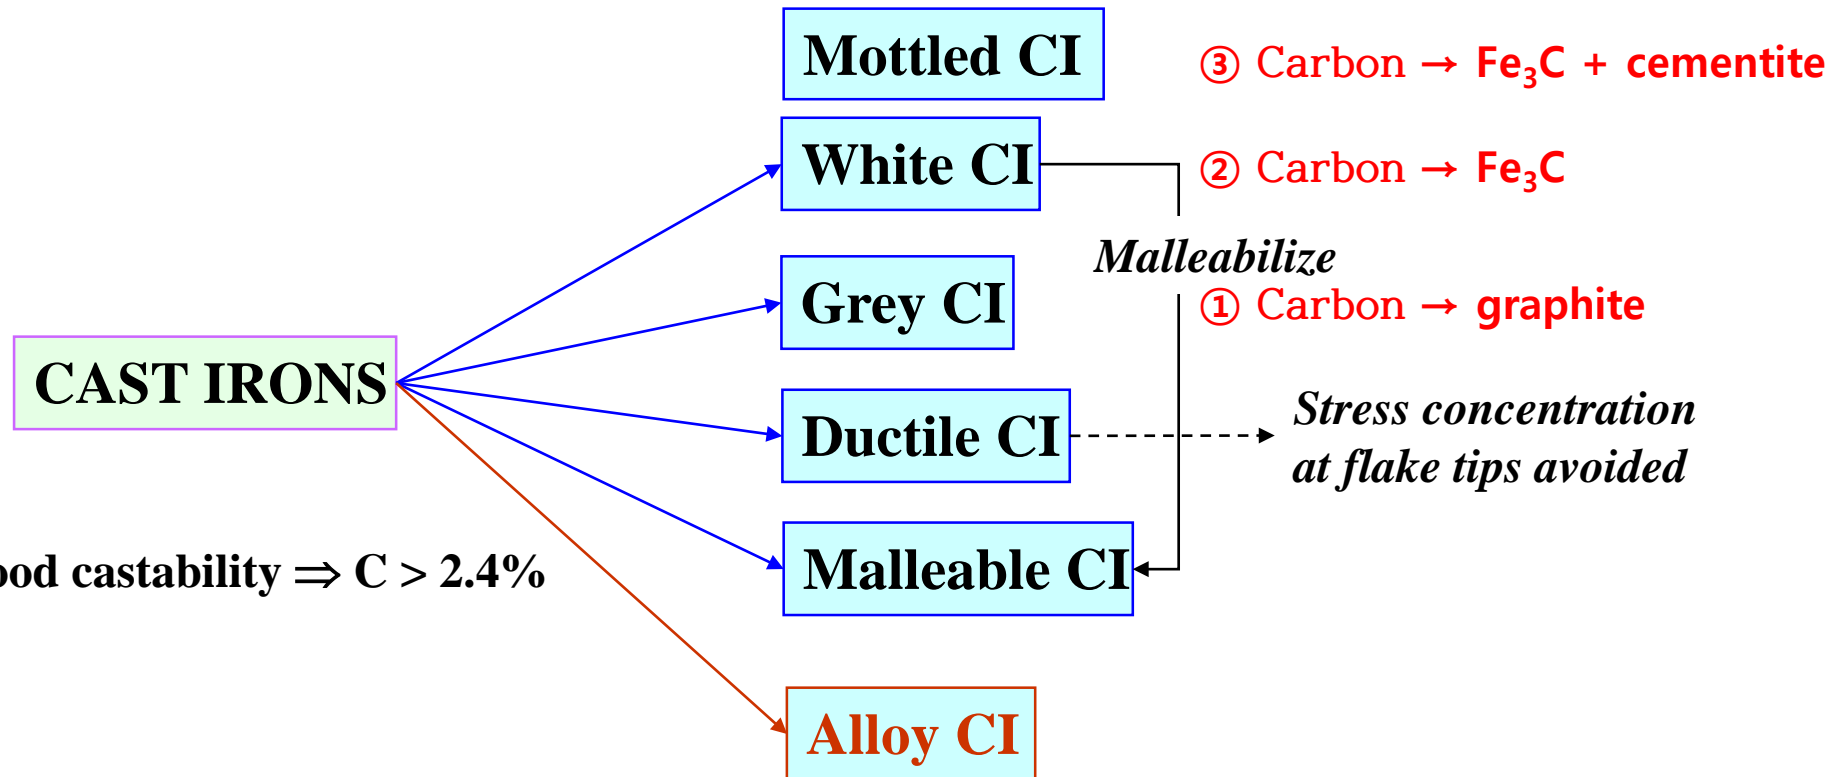 Mottled CI
③ Carbon → Fe₃C + cementite
White CI
② Carbon → Fe₃C
Malleabilize
Grey CI
① Carbon → graphite
CAST IRONS
Ductile CI
Stress concentration
at flake tips avoided
castability ⇒ C > 2.4%
Malleable CI
Alloy CI